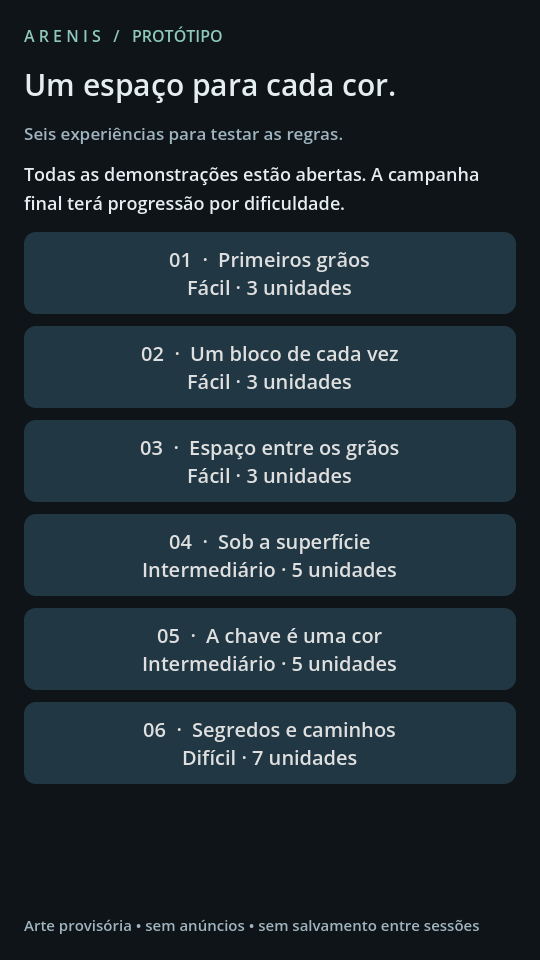 ARENIS / PROTÓTIPO
Um espaço para cada cor.
Seis experiências para testar as regras.
Todas as demonstrações estão abertas. A campanha
final terá progressão por dificuldade.
01 · Primeiros grãos
Fácil · 3 unidades
02 · Um bloco de cada vez
Fácil · 3 unidades
03 · Espaço entre os grãos
Fácil · 3 unidades
04 · Sob a superfície
Intermediário · 5 unidades
05 · A chave é uma cor
Intermediário · 5 unidades
06 · Segredos e caminhos
Difícil · 7 unidades
Arte provisória • sem anúncios • sem salvamento entre sessões